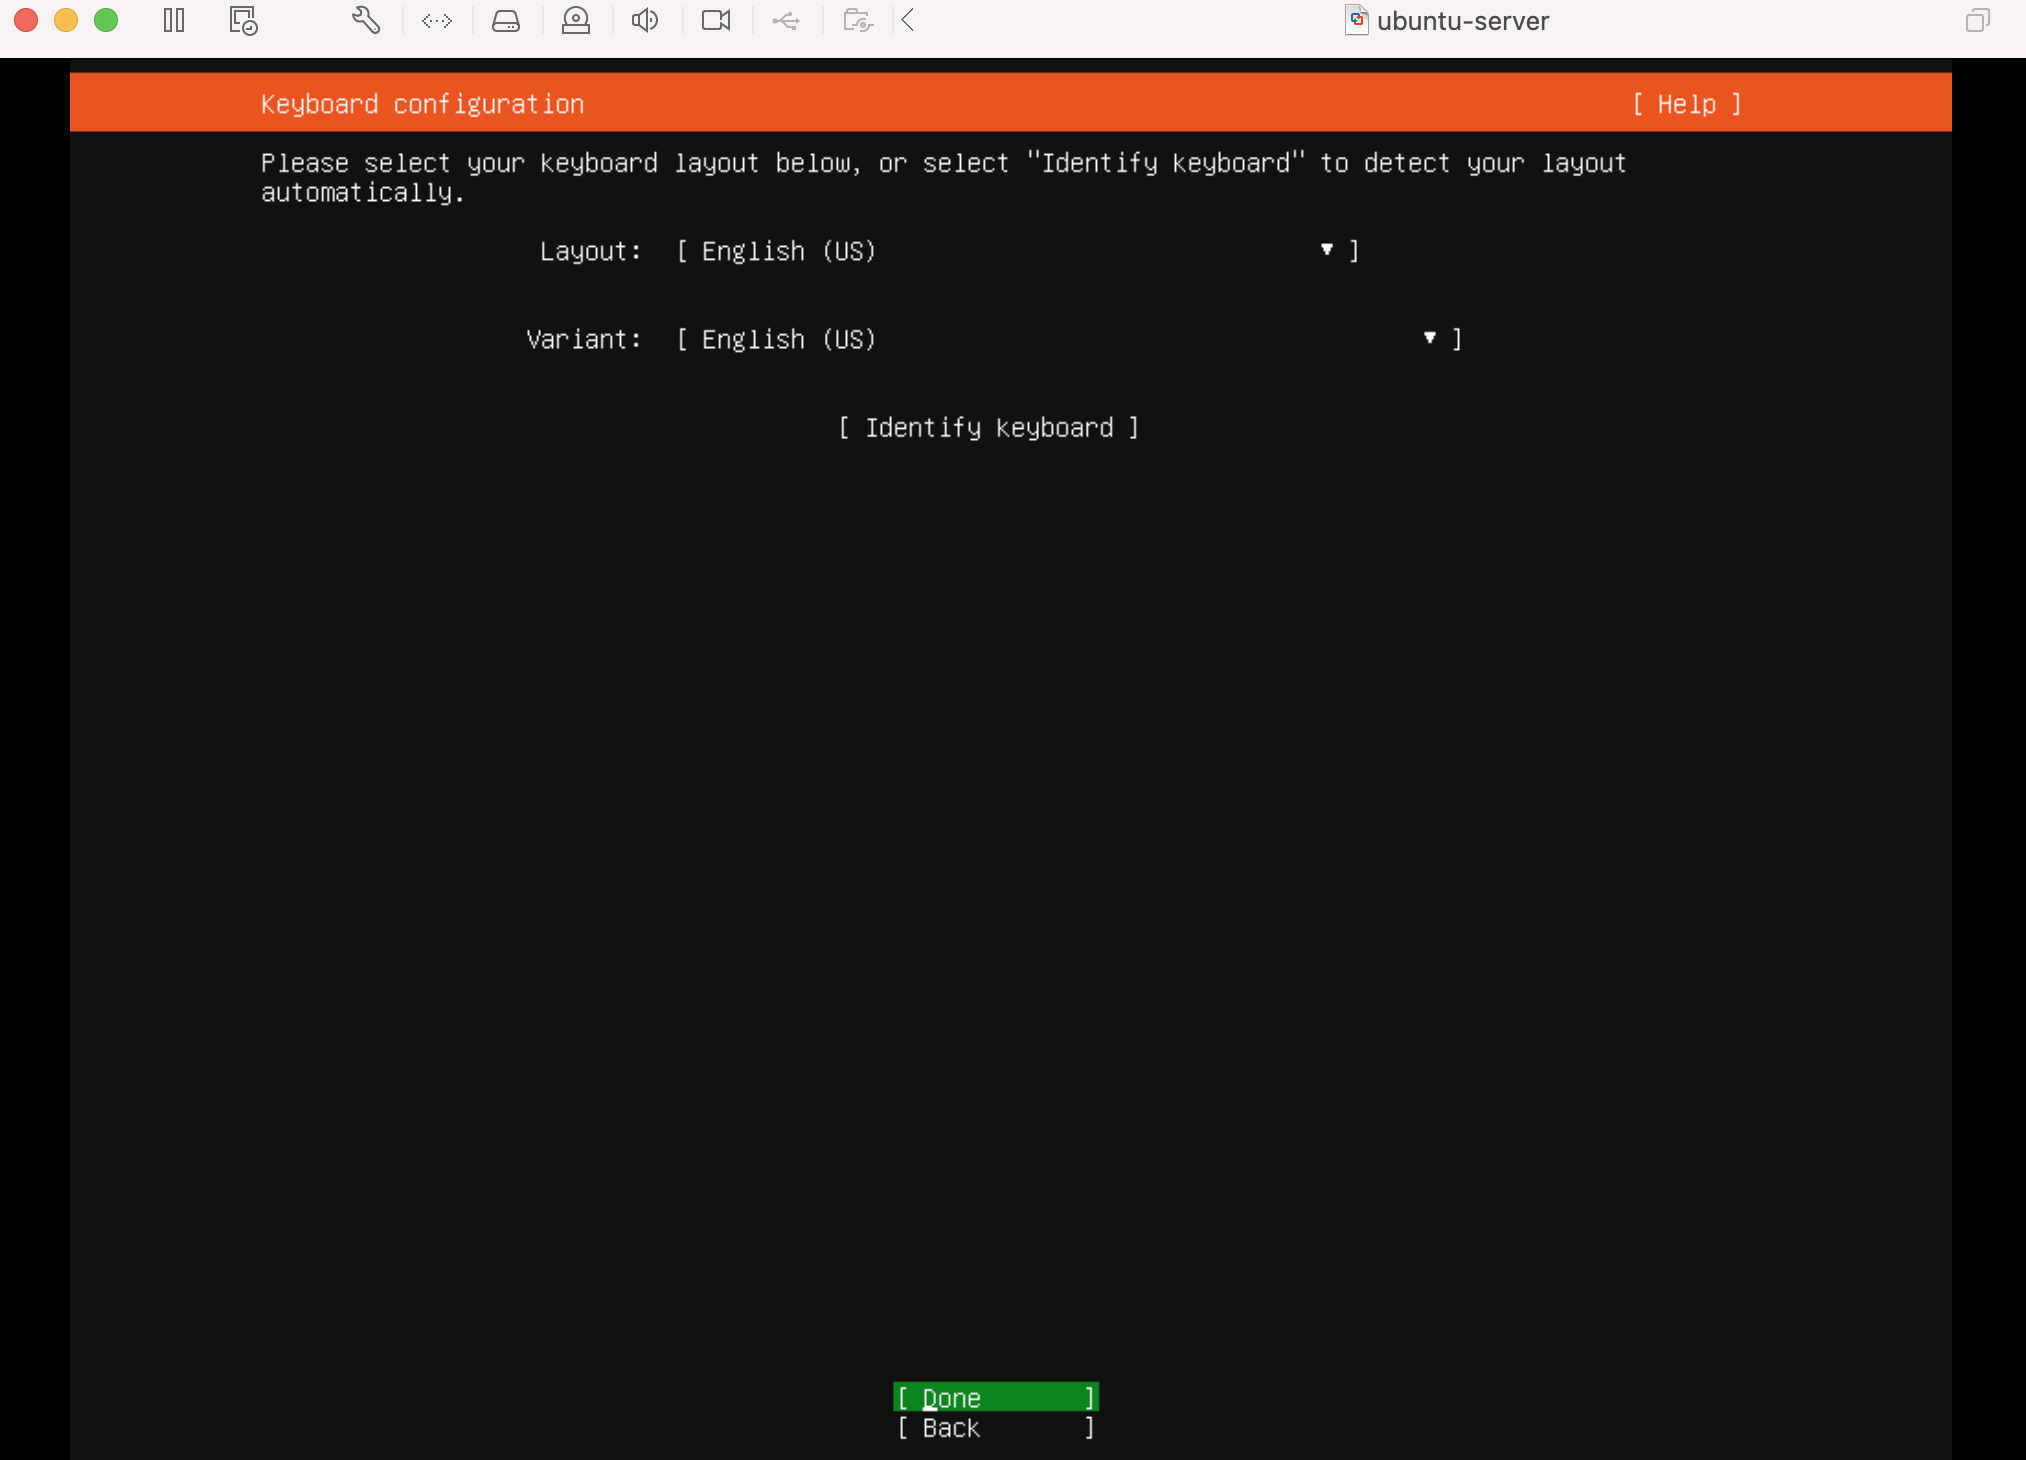 ubuntu-server
Keyboard configuration [ Help ]
Please select your keyboard layout below, or select "Identify keyboard" to detect your layout
automatically.
Layout: [ English (US) ▾ ]
Variant: [ English (US) ▾ ]
[ Identify keyboard ]
[ Done ]
[ Back ]